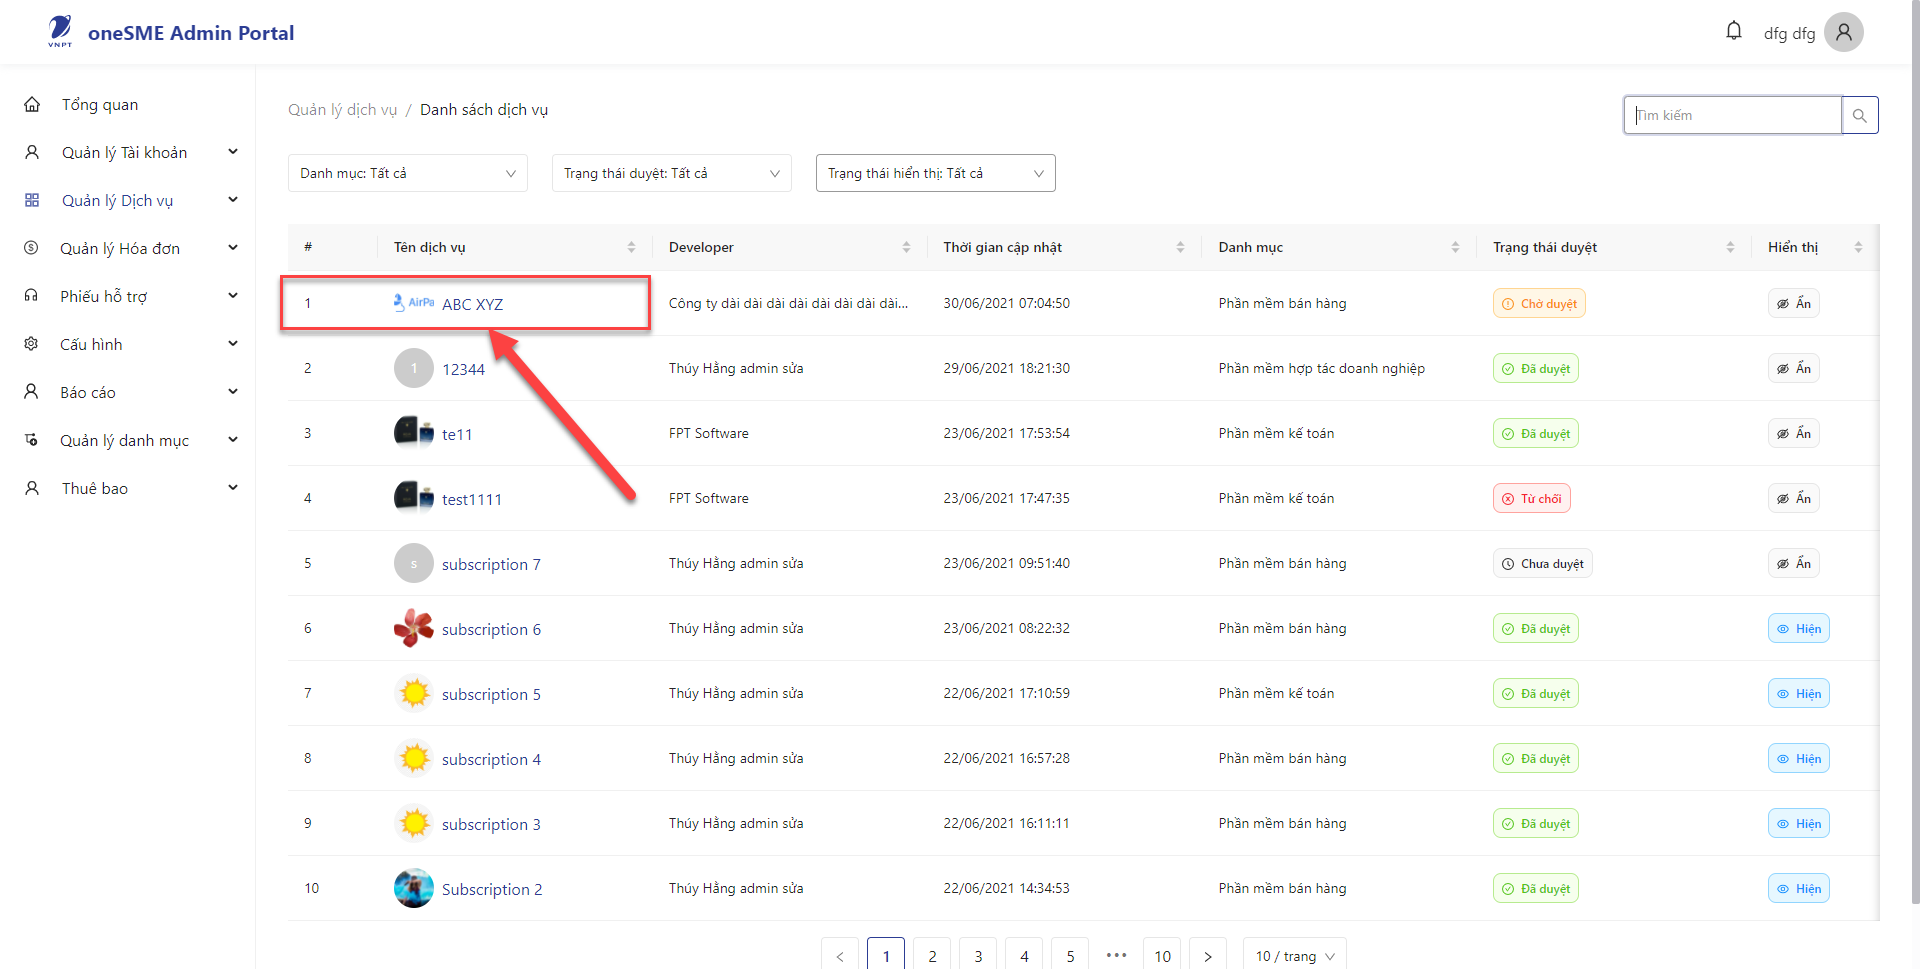 VNPT oneSME Admin Portal dfg dfg
Tổng quan
Quản lý Tài khoản
Quản lý Dịch vụ
Quản lý Hóa đơn
Phiếu hỗ trợ
Cấu hình
Báo cáo
Quản lý danh mục
Thuê bao
Quản lý dịch vụ / Danh sách dịch vụ
Tìm kiếm
Danh mục: Tất cả Trạng thái duyệt: Tất cả Trạng thái hiển thị: Tất cả
# Tên dịch vụ Developer Thời gian cập nhật Danh mục Trạng thái duyệt Hiển thị
1 AirPa ABC XYZ Công ty dài dài dài dài dài dài dài dài... 30/06/2021 07:04:50 Phần mềm bán hàng Chờ duyệt Ẩn
2 1 12344 Thúy Hằng admin sửa 29/06/2021 18:21:30 Phần mềm hợp tác doanh nghiệp Đã duyệt Ẩn
3 te11 FPT Software 23/06/2021 17:53:54 Phần mềm kế toán Đã duyệt Ẩn
4 test1111 FPT Software 23/06/2021 17:47:35 Phần mềm kế toán Từ chối Ẩn
5 s subscription 7 Thúy Hằng admin sửa 23/06/2021 09:51:40 Phần mềm bán hàng Chưa duyệt Ẩn
6 subscription 6 Thúy Hằng admin sửa 23/06/2021 08:22:32 Phần mềm bán hàng Đã duyệt Hiện
7 subscription 5 Thúy Hằng admin sửa 22/06/2021 17:10:59 Phần mềm kế toán Đã duyệt Hiện
8 subscription 4 Thúy Hằng admin sửa 22/06/2021 16:57:28 Phần mềm bán hàng Đã duyệt Hiện
9 subscription 3 Thúy Hằng admin sửa 22/06/2021 16:11:11 Phần mềm bán hàng Đã duyệt Hiện
10 Subscription 2 Thúy Hằng admin sửa 22/06/2021 14:34:53 Phần mềm bán hàng Đã duyệt Hiện
< 1 2 3 4 5 ••• 10 > 10 / trang